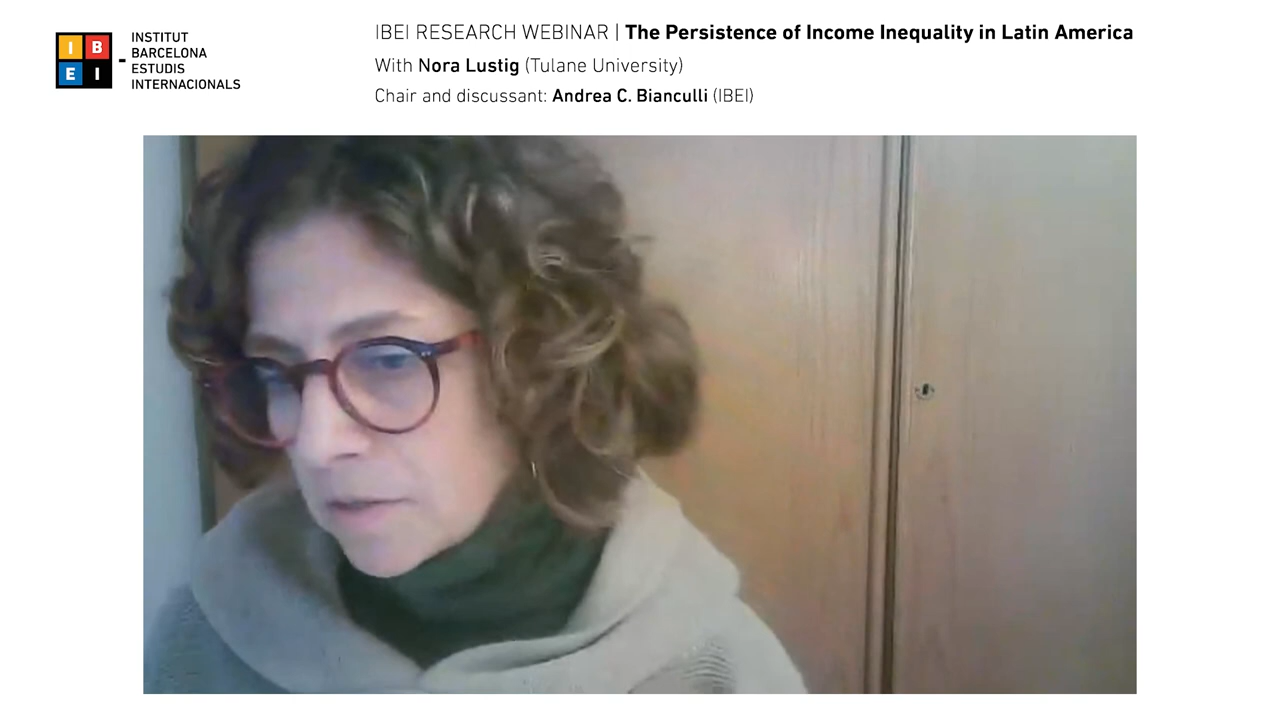 I B
E I
INSTITUT
BARCELONA
ESTUDIS
INTERNACIONALS
IBEI RESEARCH WEBINAR | The Persistence of Income Inequality in Latin America
With Nora Lustig (Tulane University)
Chair and discussant: Andrea C. Bianculli (IBEI)